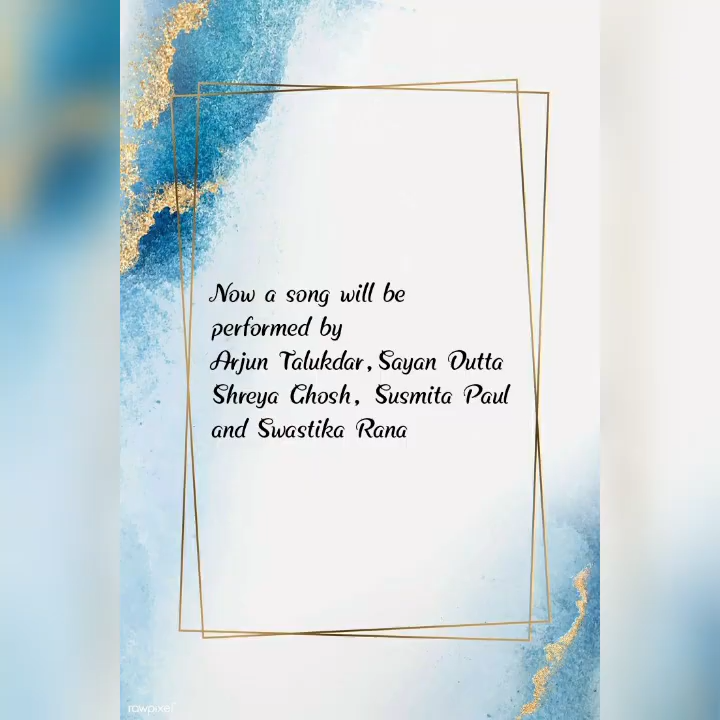 Now a song will be
performed by
Arjun Talukdar,Sayan Dutta
Shreya Ghosh, Susmita Paul
and Swastika Rana
rawpixel